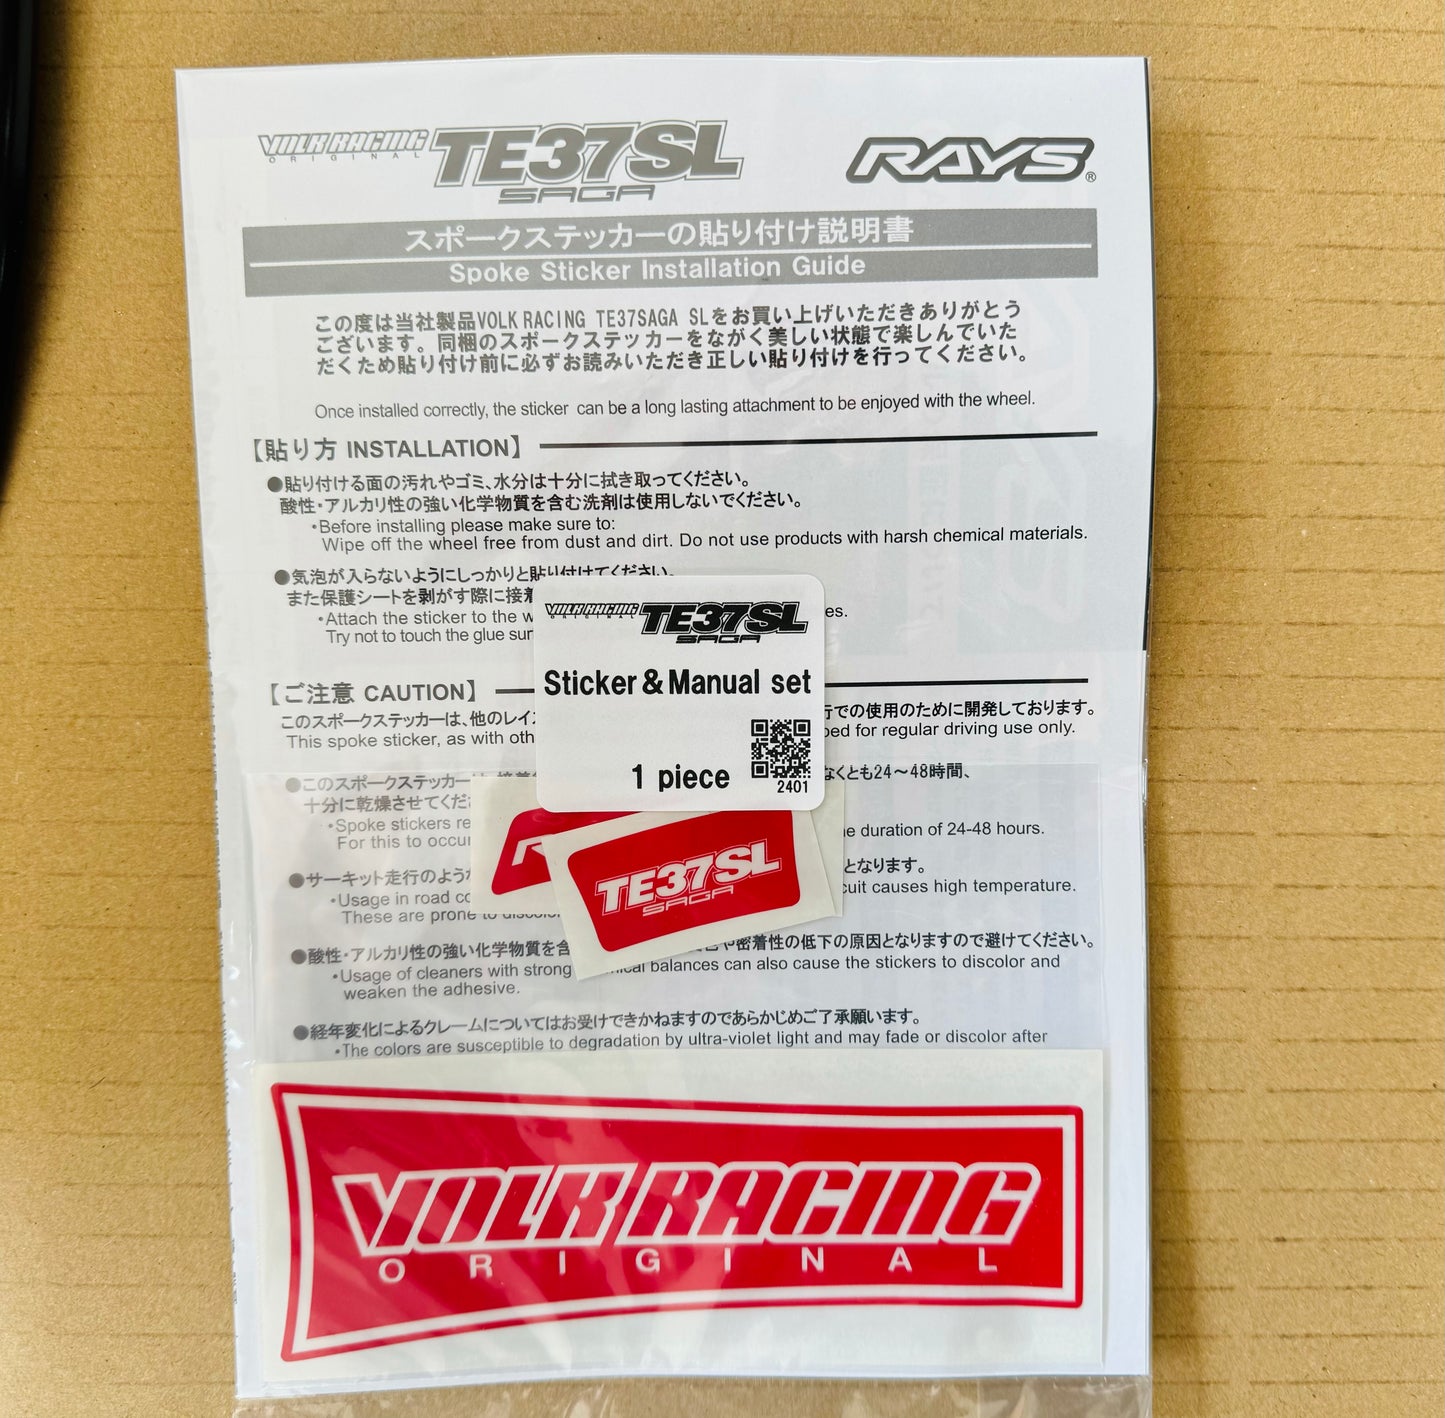 VOLK RACING TE37SL RAYS®
ORIGINAL
SAGA
スポークステッカーの貼り付け説明書
Spoke Sticker Installation Guide
この度は当社製品VOLK RACING TE37SAGA SLをお買い上げいただきありがとう
ございます。同梱のスポークステッカーをながく美しい状態で楽しんでいた
だくため貼り付け前に必ずお読みいただき正しい貼り付けを行ってください。
Once installed correctly, the sticker can be a long lasting attachment to be enjoyed with the wheel.
【貼り方 INSTALLATION】
●貼り付ける面の汚れやゴミ、水分は十分に拭き取ってください。
酸性・アルカリ性の強い化学物質を含む洗剤は使用しないでください。
・Before installing please make sure to:
Wipe off the wheel free from dust and dirt. Do not use products with harsh chemical materials.
●気泡が入らないようにしっかりと貼り付けてください。
また保護シートを剥がす際に接着
・Attach the sticker to the w es.
Try not to touch the glue sur
VOLK RACING TE37SL
ORIGINAL
SAGA
Sticker&Manual set
1 piece
2401
【ご注意 CAUTION】
このスポークステッカーは、他のレイズ 行での使用のために開発しております。
This spoke sticker, as with oth ped for regular driving use only.
●このスポークステッカーは、接着 なくとも24～48時間、
十分に乾燥させてくだ
・Spoke stickers re he duration of 24-48 hours.
For this to occur
●サーキット走行のような となります。
・Usage in road co cuit causes high temperature.
These are prone to discolor
TE37SL
SAGA
●酸性・アルカリ性の強い化学物質を含 や密着性の低下の原因となりますので避けてください。
・Usage of cleaners with strong chemical balances can also cause the stickers to discolor and
weaken the adhesive.
●経年変化によるクレームについてはお受けできかねますのであらかじめご了承願います。
・The colors are susceptible to degradation by ultra-violet light and may fade or discolor after
VOLK RACING
ORIGINAL